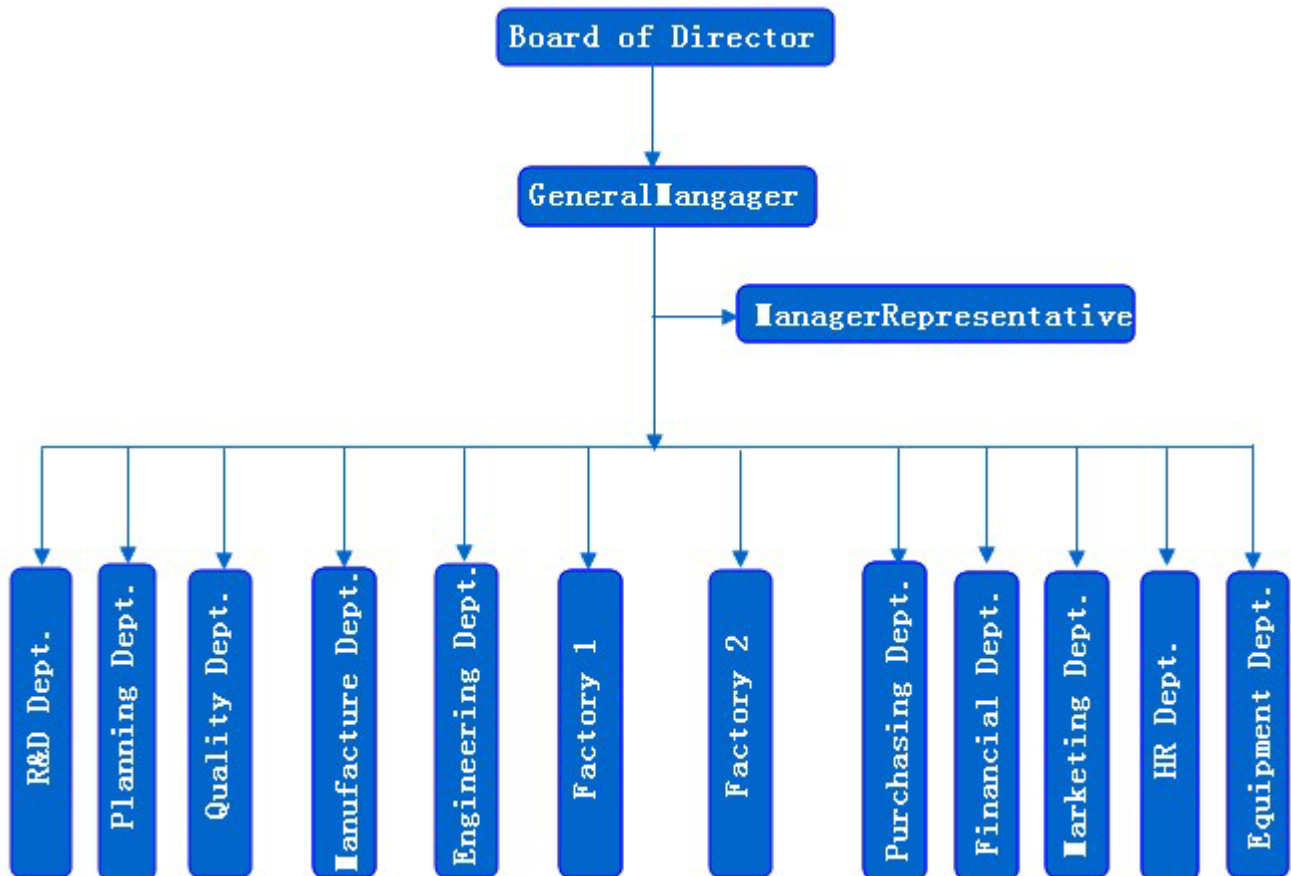 Board of Director
GeneralMangager
ManagerRepresentative
R&D Dept.
Planning Dept.
Quality Dept.
Manufacture Dept.
Engineering Dept.
Factory 1
Factory 2
Purchasing Dept.
Financial Dept.
Marketing Dept.
HR Dept.
Equipment Dept.